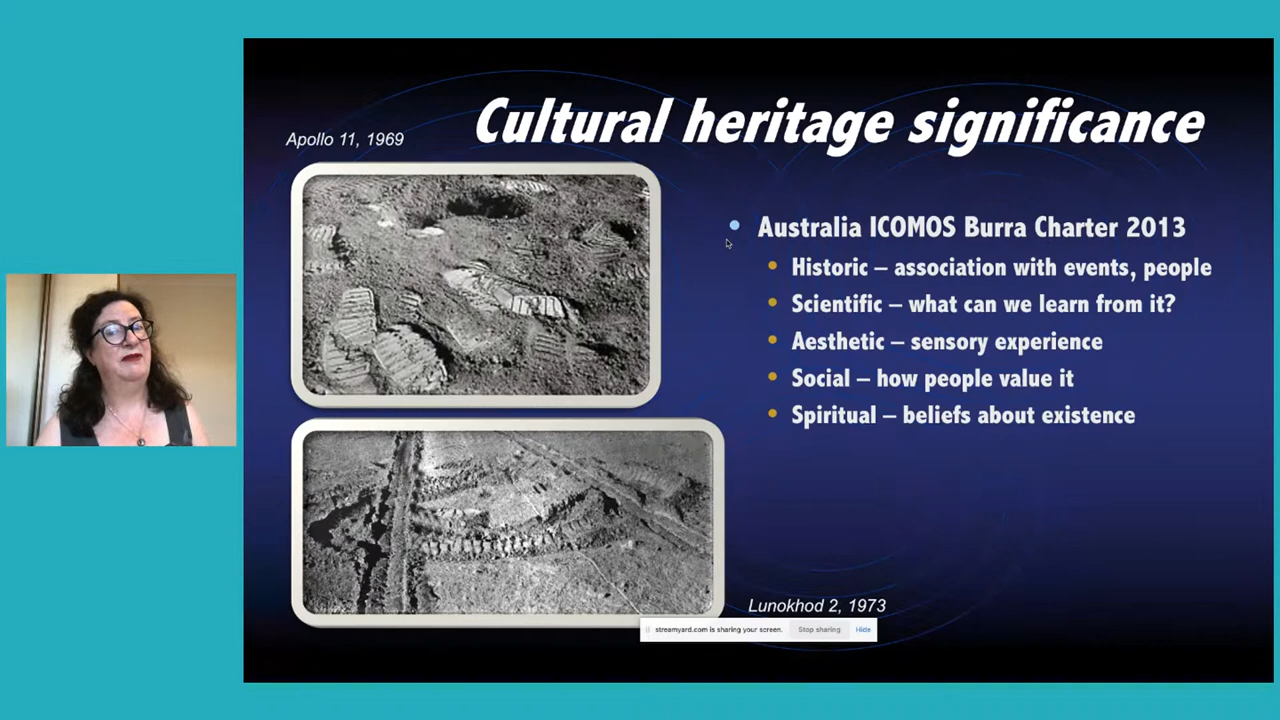 Cultural heritage significance
Apollo 11, 1969
Australia ICOMOS Burra Charter 2013
Historic – association with events, people
Scientific – what can we learn from it?
Aesthetic – sensory experience
Social – how people value it
Spiritual – beliefs about existence
Lunokhod 2, 1973
streamyard.com is sharing your screen. Stop sharing Hide